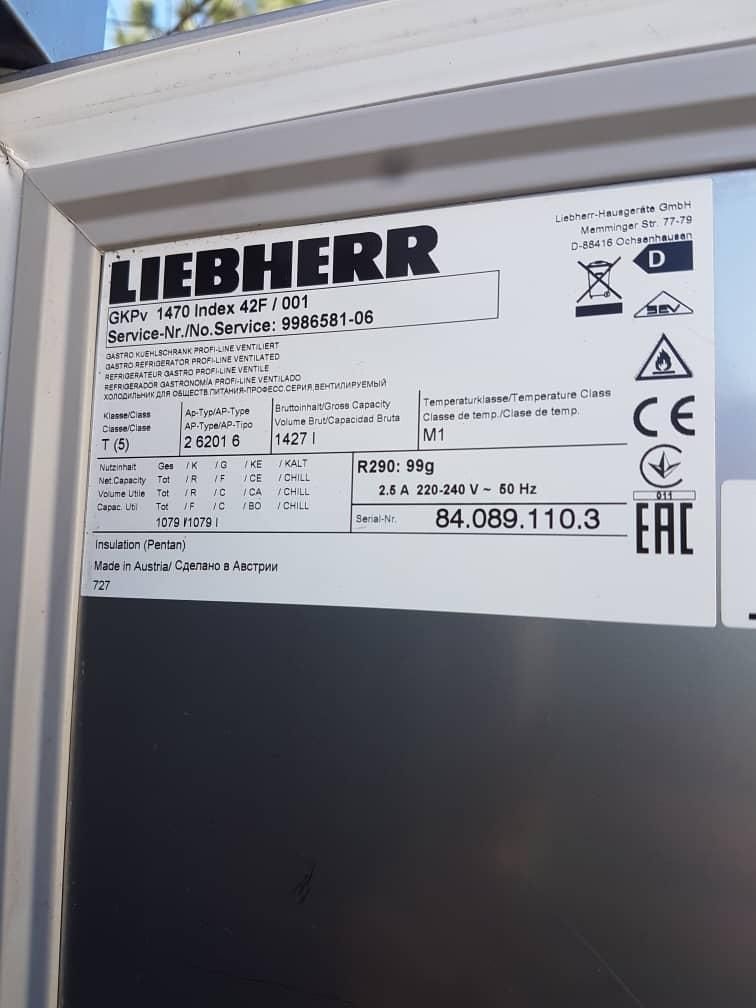 Liebherr-Hausgeräte GmbH
Memminger Str. 77-79
D-88416 Ochsenhausen
LIEBHERR
D
GKPv 1470 Index 42F / 001
Service-Nr./No.Service: 9986581-06
SEV
GASTRO KUEHLSCHRANK PROFI-LINE VENTILIERT
GASTRO REFRIGERATOR PROFI-LINE VENTILATED
REFRIGERATEUR GASTRO PROFI-LINE VENTILE
REFRIGERADOR GASTRONOMÍA PROFI-LINE VENTILADO
ХОЛОДИЛЬНИК ДЛЯ ОБЩЕСТВ.ПИТАНИЯ-ПРОФЕСС.СЕРИЯ,ВЕНТИЛИРУЕМЫЙ
Klasse/Class
Classe/Clase
T (5)
Ap-Typ/AP-Type
AP-Type/AP-Tipo
2 6201 6
Bruttoinhalt/Gross Capacity
Volume Brut/Capacidad Bruta
1427 l
Temperaturklasse/Temperature Class
Classe de temp./Clase de temp.
M1
CE
Nutzinhalt Ges / K / G / KE / KALT
Net.Capacity Tot / R / F / CE / CHILL
Volume Utile Tot / R / C / CA / CHILL
Capac. Util Tot / F / C / BO / CHILL
1079 l/1079 l
R290: 99g
2.5 A 220-240 V ~ 50 Hz
Serial-Nr. 84.089.110.3
011
EAC
Insulation (Pentan)
Made in Austria/ Сделано в Австрии
727